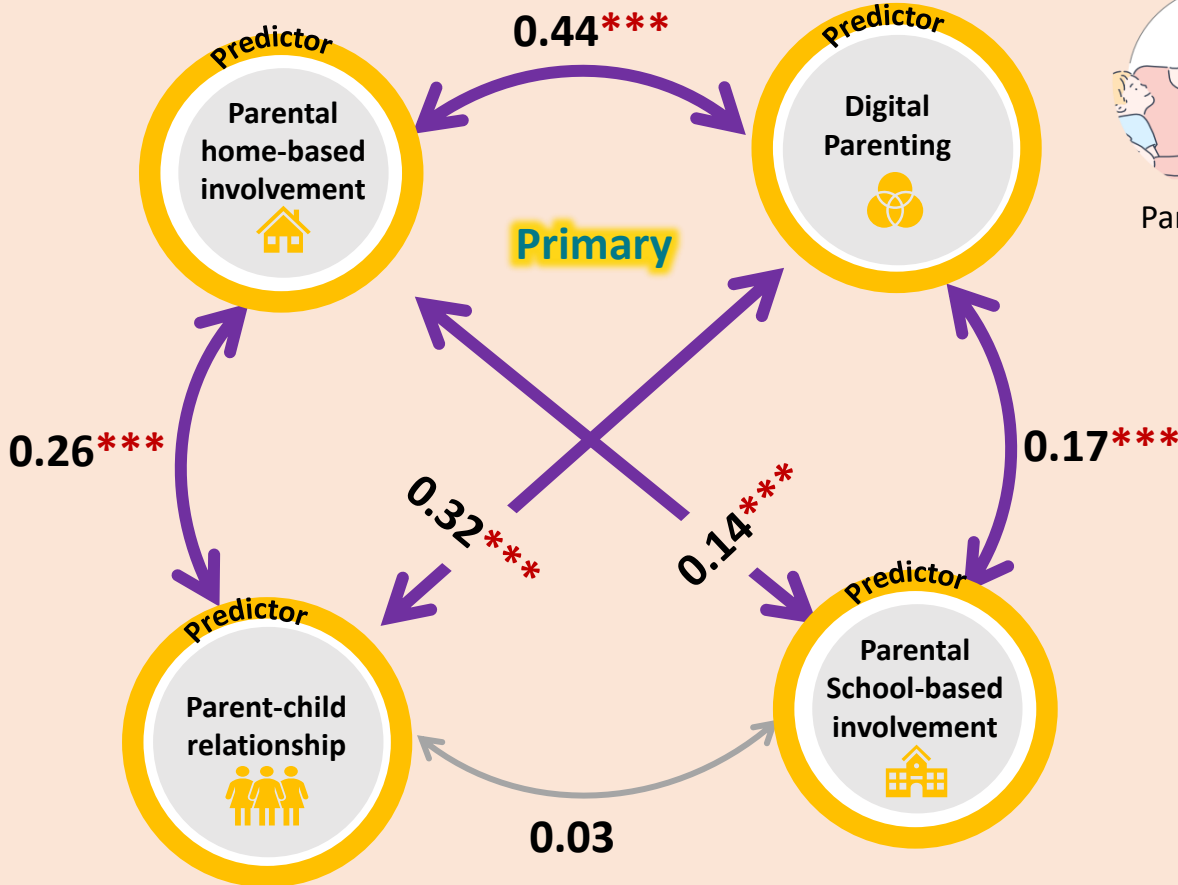 0.44***
Predictor
Parental
home-based
involvement
Predictor
Digital
Parenting
Primary
0.26***
0.17***
0.32***
0.14***
Predictor
Parent-child
relationship
Predictor
Parental
School-based
involvement
0.03